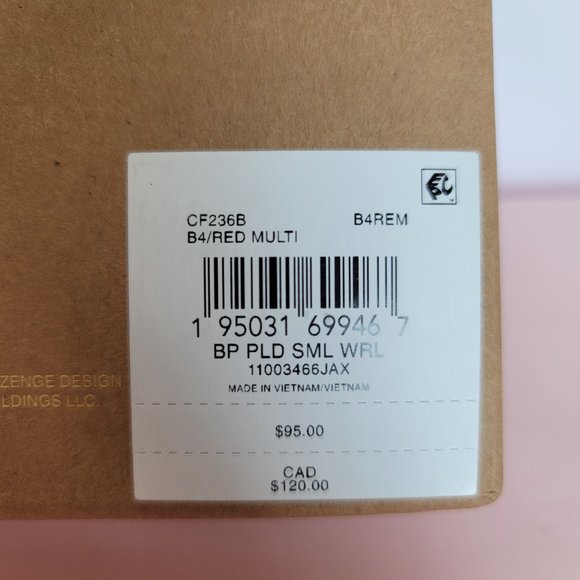 CF236B B4REM
B4/RED MULTI
1 95031 69946 7
BP PLD SML WRL
11003466JAX
MADE IN VIETNAM/VIETNAM
ZENGE DESIGN
LDINGS LLC.
$95.00
CAD
$120.00